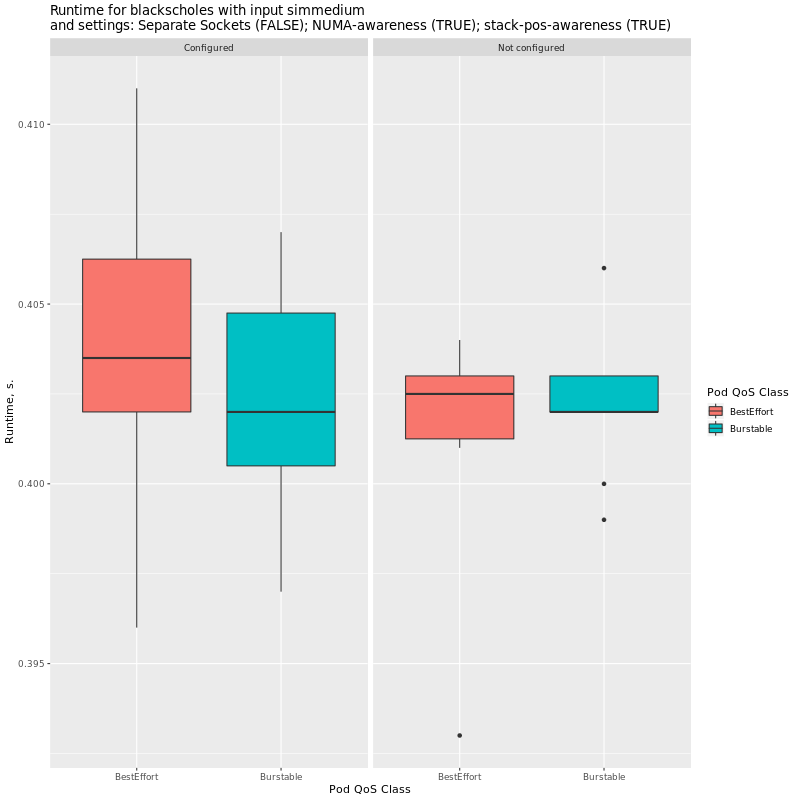 Runtime for blackscholes with input simmedium
and settings: Separate Sockets (FALSE); NUMA-awareness (TRUE); stack-pos-awareness (TRUE)
Configured
Not configured
0.410
0.405
0.400
0.395
Runtime, s.
BestEffort
Burstable
BestEffort
Burstable
Pod QoS Class
Pod QoS Class
BestEffort
Burstable